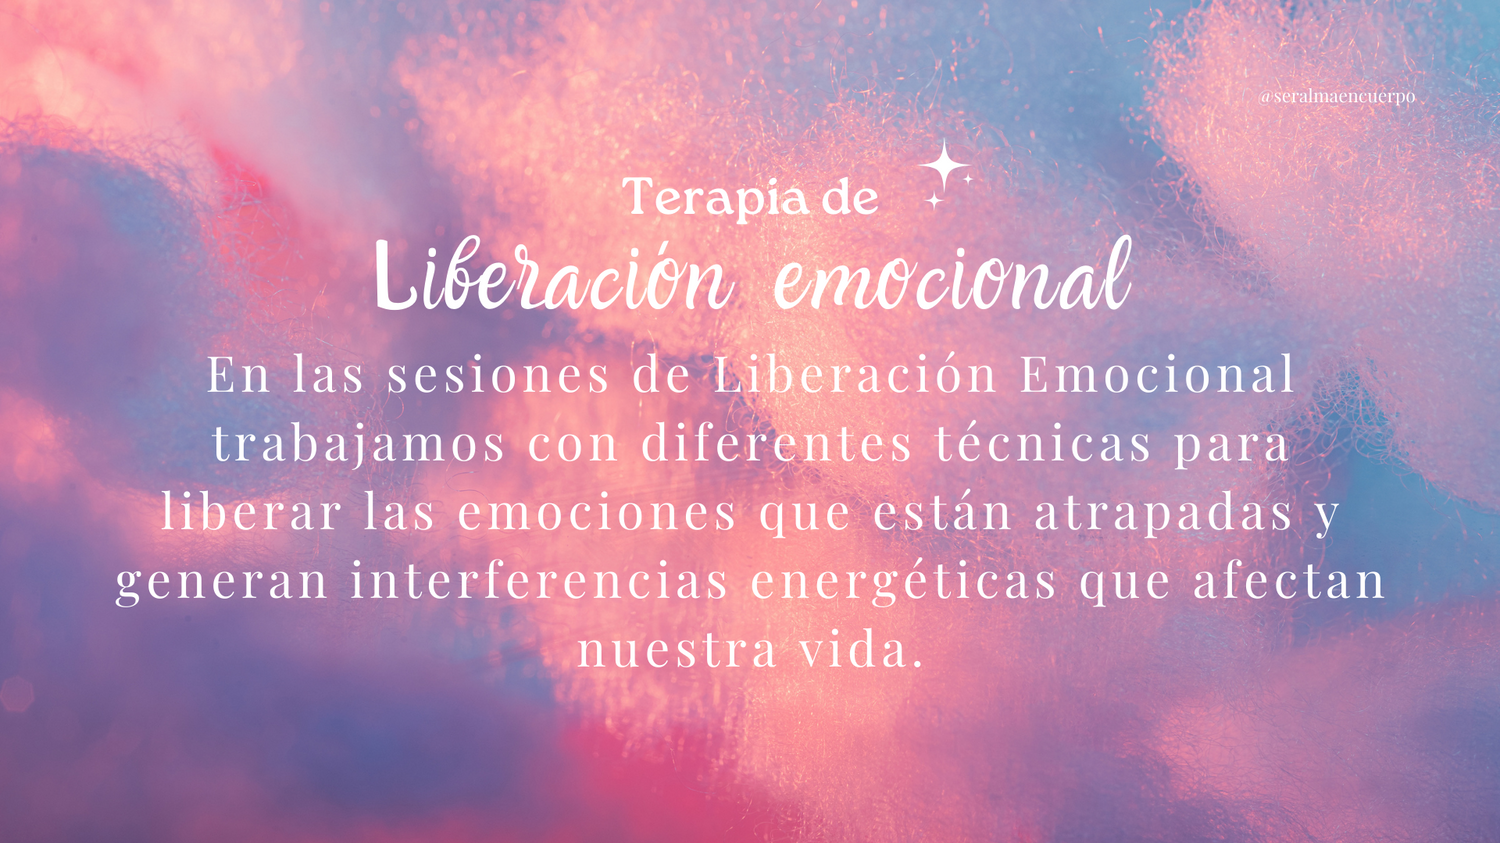 @seralmaencuerpo
Terapia de
Liberación emocional
En las sesiones de Liberación Emocional
trabajamos con diferentes técnicas para
liberar las emociones que están atrapadas y
generan interferencias energéticas que afectan
nuestra vida.